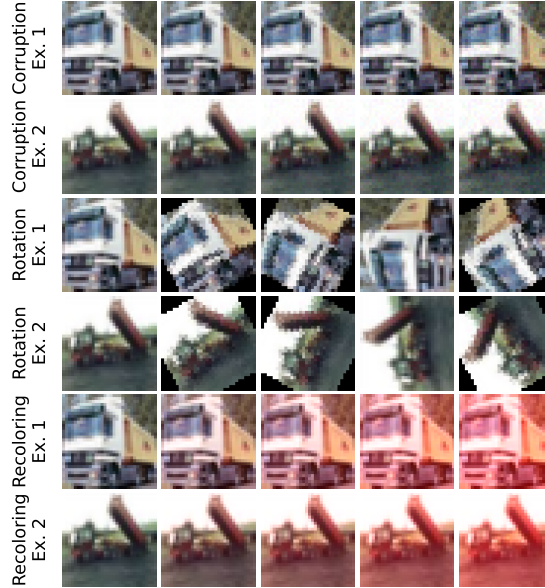 Corruption
Ex. 1
Corruption
Ex. 2
Rotation
Ex. 1
Rotation
Ex. 2
Recoloring
Ex. 1
Recoloring
Ex. 2